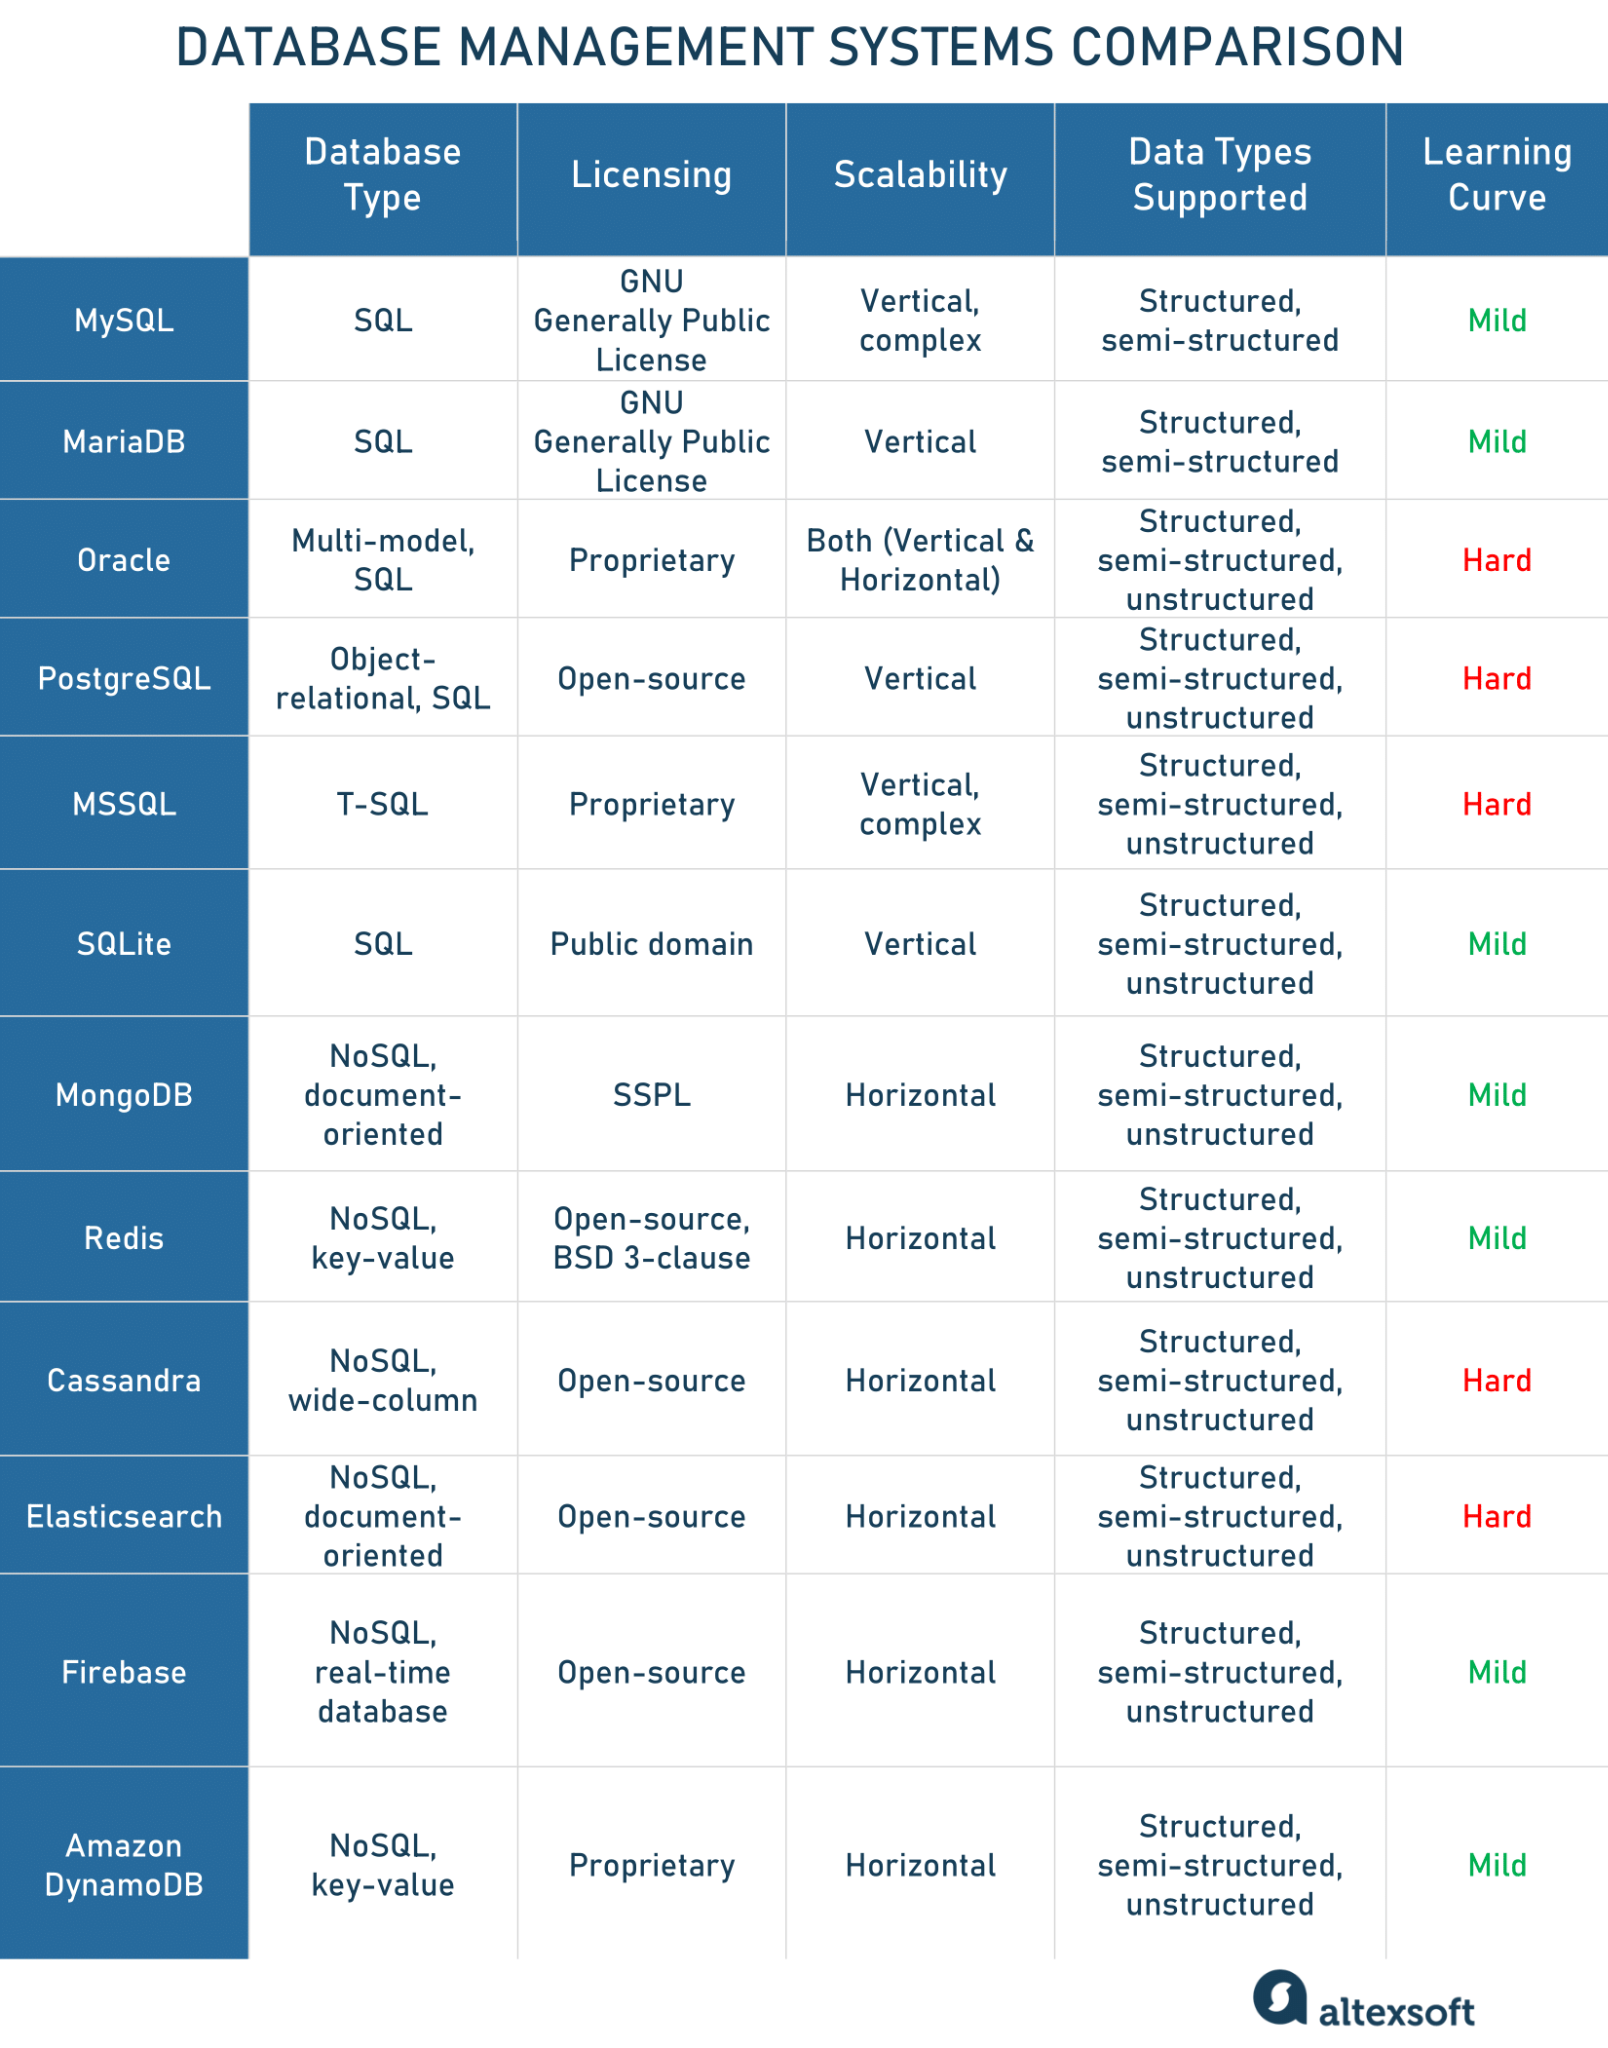 DATABASE MANAGEMENT SYSTEMS COMPARISON
Database
Type
Licensing
Scalability
Data Types
Supported
Learning
Curve
MySQL
SQL
GNU
Generally Public
License
Vertical,
complex
Structured,
semi-structured
Mild
MariaDB
SQL
GNU
Generally Public
License
Vertical
Structured,
semi-structured
Mild
Oracle
Multi-model,
SQL
Proprietary
Both (Vertical &
Horizontal)
Structured,
semi-structured,
unstructured
Hard
PostgreSQL
Object-
relational, SQL
Open-source
Vertical
Structured,
semi-structured,
unstructured
Hard
MSSQL
T-SQL
Proprietary
Vertical,
complex
Structured,
semi-structured,
unstructured
Hard
SQLite
SQL
Public domain
Vertical
Structured,
semi-structured,
unstructured
Mild
MongoDB
NoSQL,
document-
oriented
SSPL
Horizontal
Structured,
semi-structured,
unstructured
Mild
Redis
NoSQL,
key-value
Open-source,
BSD 3-clause
Horizontal
Structured,
semi-structured,
unstructured
Mild
Cassandra
NoSQL,
wide-column
Open-source
Horizontal
Structured,
semi-structured,
unstructured
Hard
Elasticsearch
NoSQL,
document-
oriented
Open-source
Horizontal
Structured,
semi-structured,
unstructured
Hard
Firebase
NoSQL,
real-time
database
Open-source
Horizontal
Structured,
semi-structured,
unstructured
Mild
Amazon
DynamoDB
NoSQL,
key-value
Proprietary
Horizontal
Structured,
semi-structured,
unstructured
Mild
altexsoft